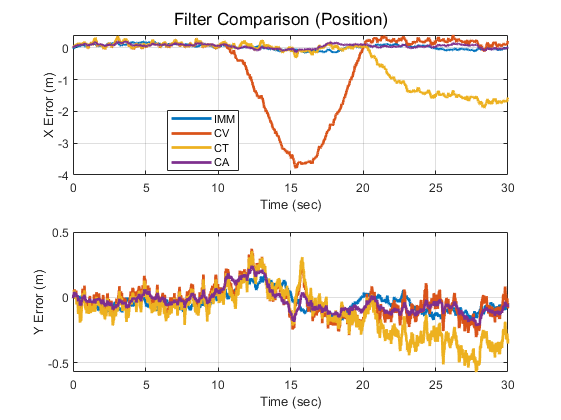 Filter Comparison (Position)
X Error (m)
0
-1
-2
-3
-4
IMM
CV
CT
CA
0 5 10 15 20 25 30
Time (sec)
Y Error (m)
0.5
0
-0.5
0 5 10 15 20 25 30
Time (sec)